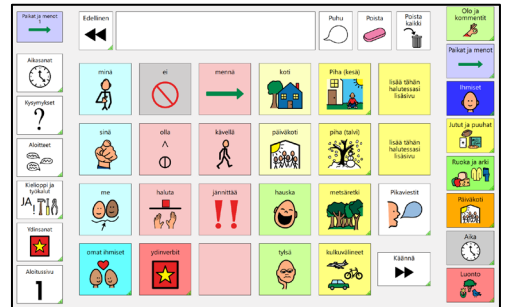 Paikat ja menot
1
Edellinen
Puhu
Poista
Poista
kaikki
Olo ja
kommentit
Aikasanat
minä
ei
mennä
koti
Piha (kesä)
lisää tähän
halutessasi
lisäsivu
Paikat ja menot
Kysymykset
?
Ihmiset
sinä
olla
kävellä
päiväkoti
piha (talvi)
lisää tähän
halutessasi
lisäsivu
Aloitteet
Jutut ja puuhat
Kielioppi ja
työkalut
JA
me
haluta
jännittää
!!
hauska
metsäretki
Pikaviestit
Ruoka ja arki
Ydinsanat
Päiväkoti
Aloitussivu
1
omat ihmiset
ydinverbit
tylsä
kulkuvälineet
Käännä
Aika
Luonto